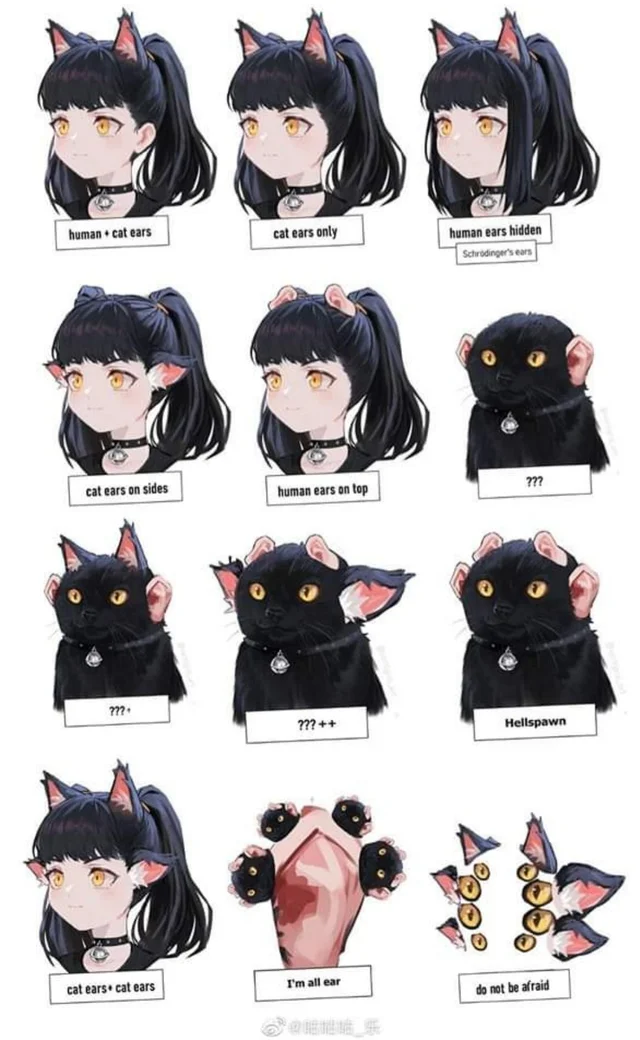 human + cat ears
cat ears only
human ears hidden
Schrödinger's ears
cat ears on sides
human ears on top
???
???+
???++
Hellspawn
cat ears+ cat ears
I'm all ear
do not be afraid